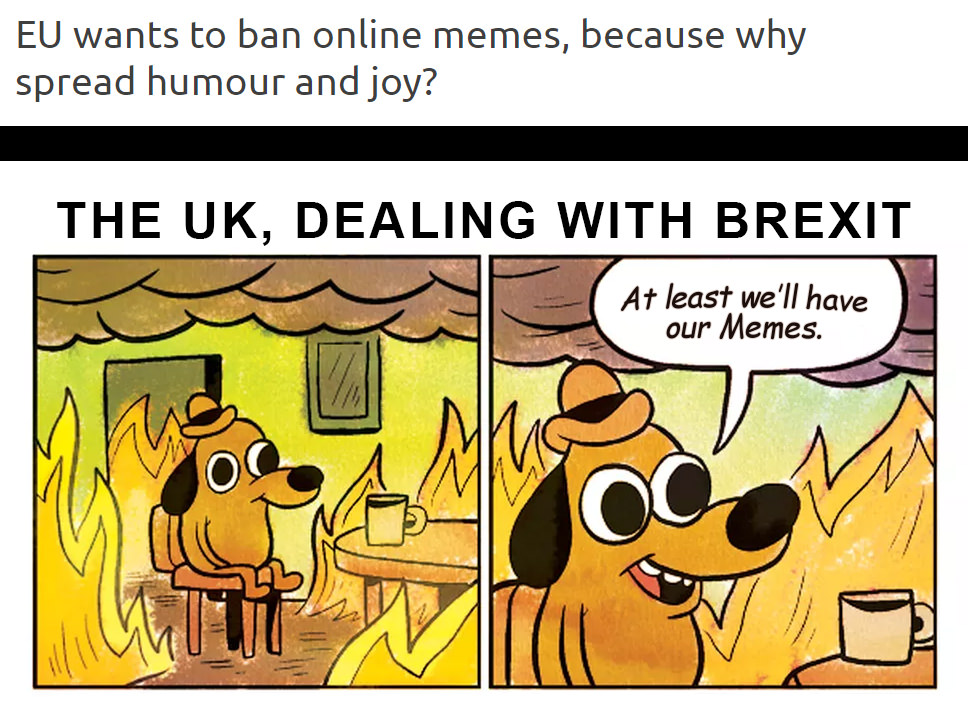 EU wants to ban online memes, because why
spread humour and joy?
THE UK, DEALING WITH BREXIT
At least we'll have
our Memes.